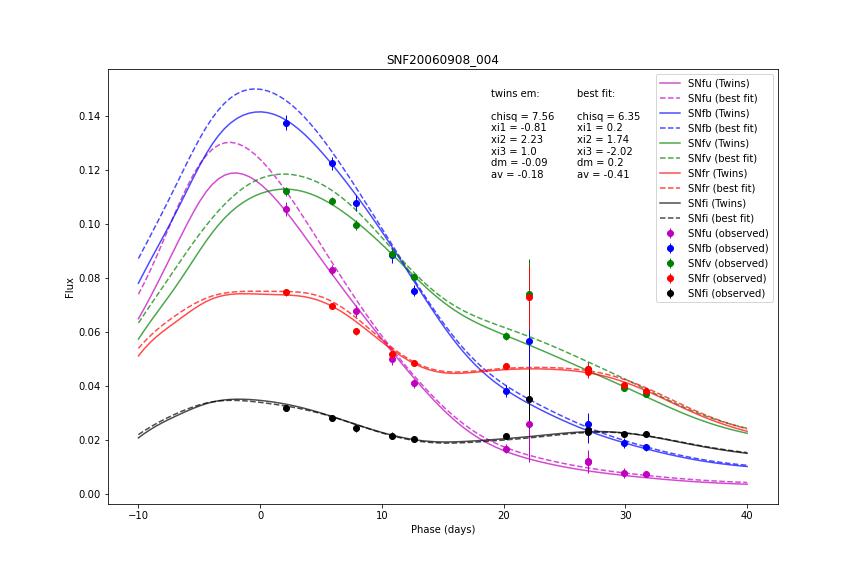 SNF20060908_004
twins em: best fit:
chisq = 7.56 chisq = 6.35
xi1 = -0.81 xi1 = 0.2
xi2 = 2.23 xi2 = 1.74
xi3 = 1.0 xi3 = -2.02
dm = -0.09 dm = 0.2
av = -0.18 av = -0.41
SNfu (Twins)
SNfu (best fit)
SNfb (Twins)
SNfb (best fit)
SNfv (Twins)
SNfv (best fit)
SNfr (Twins)
SNfr (best fit)
SNfi (Twins)
SNfi (best fit)
SNfu (observed)
SNfb (observed)
SNfv (observed)
SNfr (observed)
SNfi (observed)
Flux
0.14
0.12
0.10
0.08
0.06
0.04
0.02
0.00
−10 0 10 20 30 40
Phase (days)